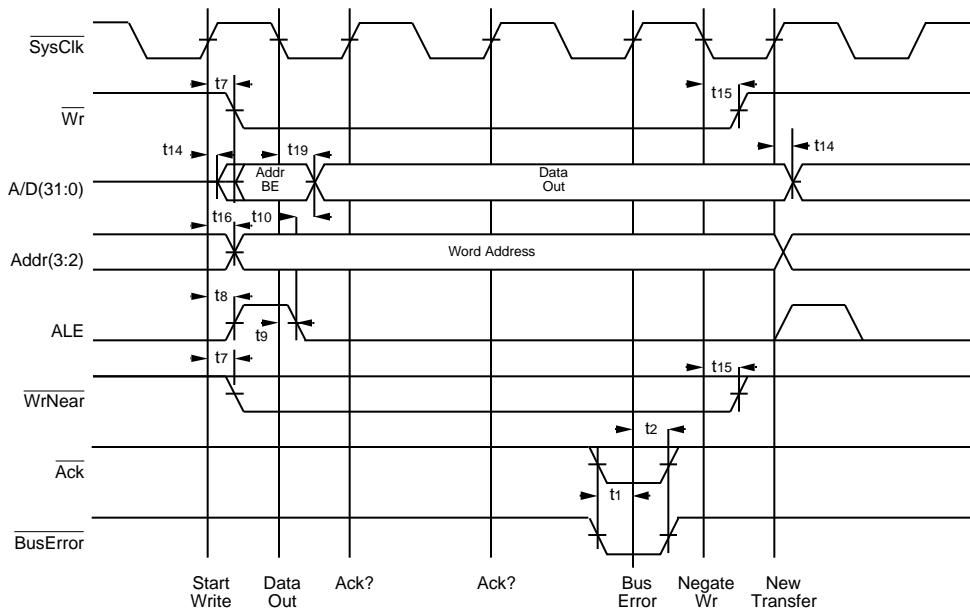 SysClk
t7
t15
Wr
t14
t19
t14
Addr
BE
Data
Out
A/D(31:0)
t16
t10
Word Address
Addr(3:2)
t8
t9
ALE
t7
t15
WrNear
t2
Ack
t1
BusError
Start
Write
Data
Out
Ack?
Ack?
Bus
Error
Negate
Wr
New
Transfer